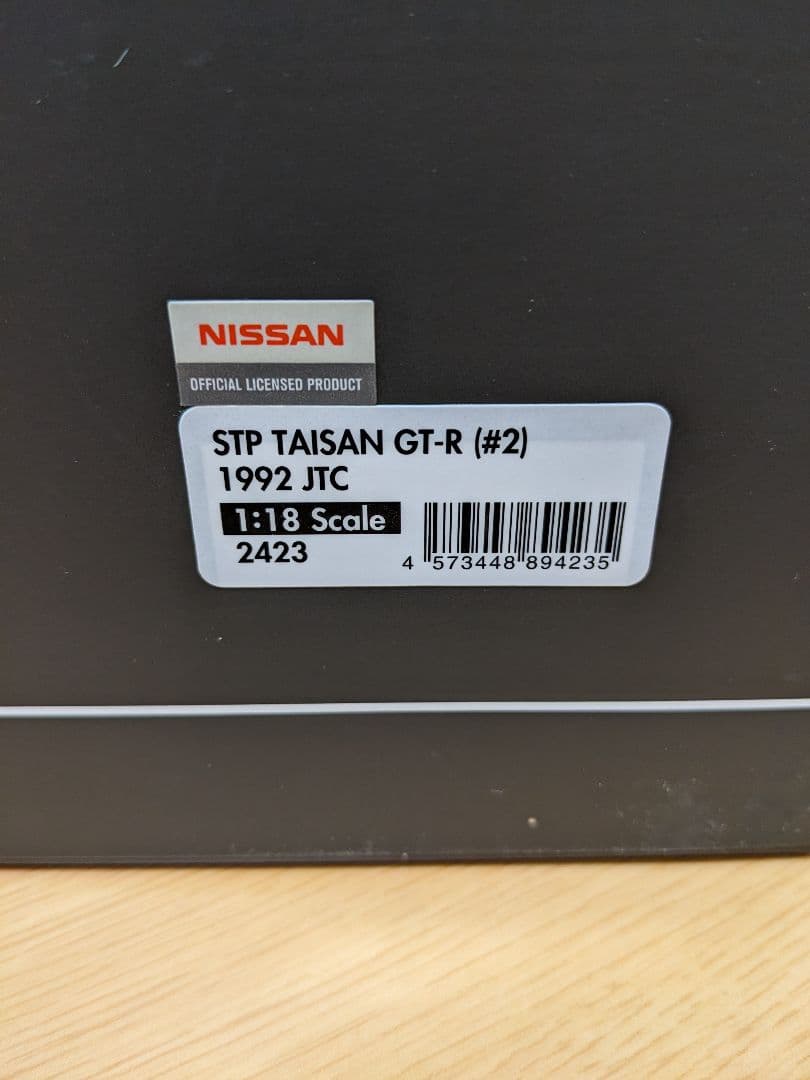 NISSAN
OFFICIAL LICENSED PRODUCT
STP TAISAN GT-R (#2)
1992 JTC
1:18 Scale
2423
4 573448 894235